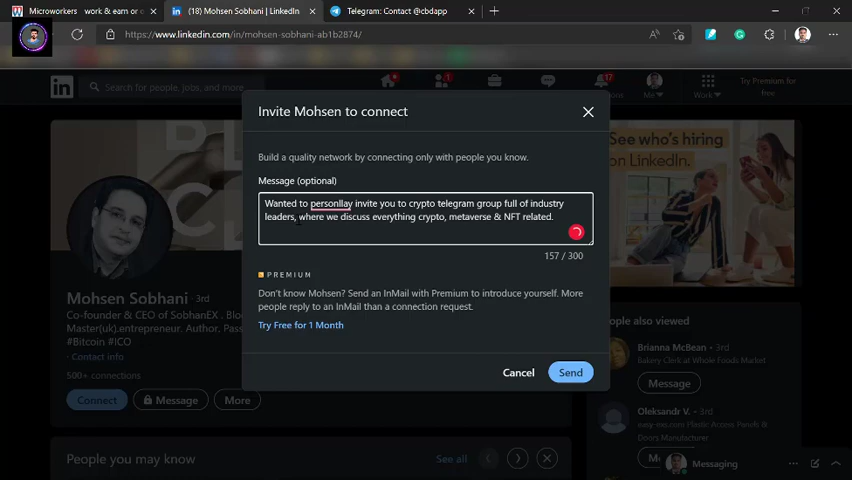 Microworkers work & earn or o
(18) Mohsen Sobhani | LinkedIn
Telegram: Contact @cbdapp
https://www.linkedin.com/in/mohsen-sobhani-ab1b2874/
in
Search for people, jobs, and more...
1
17
Me
Work
Try Premium for
free
Invite Mohsen to connect
Build a quality network by connecting only with people you know.
Message (optional)
Wanted to personllay invite you to crypto telegram group full of industry
leaders, where we discuss everything crypto, metaverse & NFT related.
157 / 300
PREMIUM
Don't know Mohsen? Send an InMail with Premium to introduce yourself. More
people reply to an InMail than a connection request.
Try Free for 1 Month
Cancel
Send
See who's hiring
on LinkedIn.
Mohsen Sobhani · 3rd
Co-founder & CEO of SobhanEX . Blo
Master(uk).entrepreneur. Author, Pass
#Bitcoin #ICO
· Contact info
500+ connections
Connect
Message
More
People you may know
See all
eople also viewed
Brianna McBean · 3rd
Bakery Clerk at Whole Foods Market
Message
Oleksandr V. · 3rd
Doors Manufacturer
Messaging